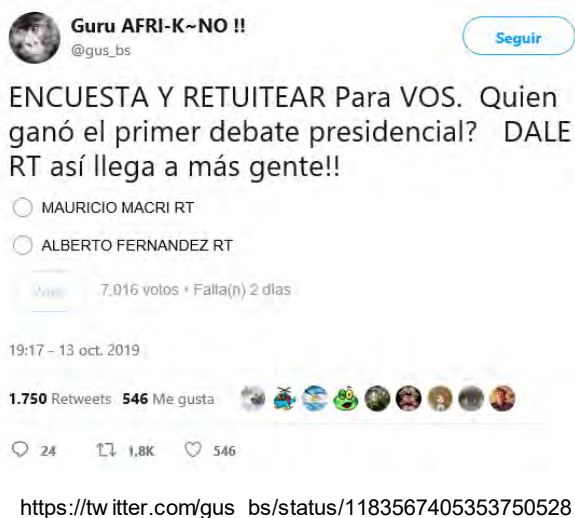 Guru AFRI-K~NO !!
@gus_bs
Seguir
ENCUESTA Y RETUITEAR Para VOS. Quien
ganó el primer debate presidencial? DALE
RT así llega a más gente!!
MAURICIO MACRI RT
ALBERTO FERNANDEZ RT
7,016 votos • Falta(n) 2 días
19:17 - 13 oct. 2019
1.750 Retweets 546 Me gusta
24 1,8K 546
https://twitter.com/gus bs/status/1183567405353750528